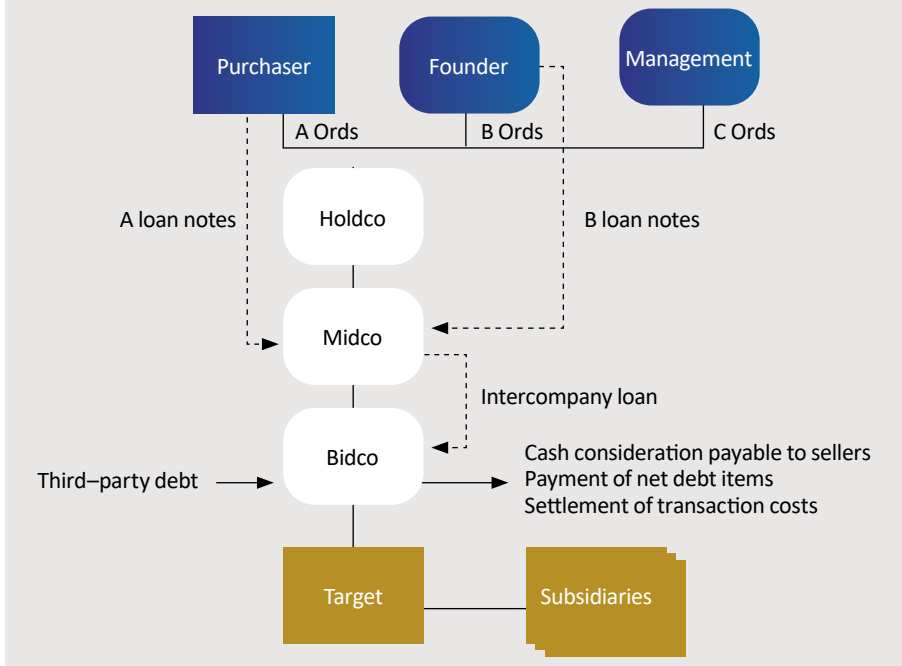 Purchaser
Founder
Management
A Ords
B Ords
C Ords
A loan notes
Holdco
B loan notes
Midco
Intercompany loan
Bidco
Third–party debt
Cash consideration payable to sellers
Payment of net debt items
Settlement of transaction costs
Target
Subsidiaries